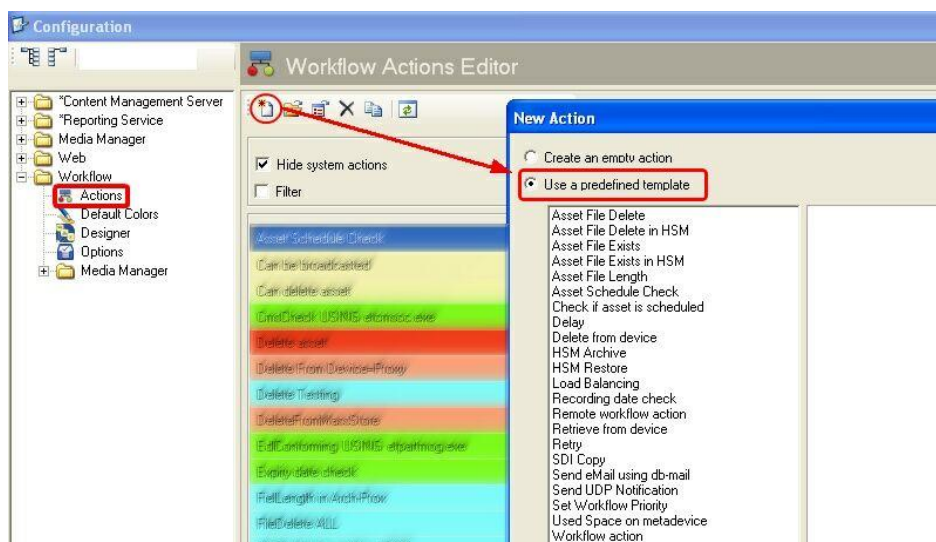 Configuration
Workflow Actions Editor
*Content Management Server
*Reporting Service
Media Manager
Web
Workflow
Actions
Default Colors
Designer
Options
Media Manager
Hide system actions
Filter
Asset Schedule Check
Can be broadcasted
Can delete asset
Delete asset
Delete From Device
Delete Testing
DeleteFromMainStore
Expiry date check
FileDelete ALL
New Action
Create an empty action
Use a predefined template
Asset File Delete
Asset File Delete in HSM
Asset File Exists
Asset File Exists in HSM
Asset File Length
Asset Schedule Check
Check if asset is scheduled
Delay
Delete from device
HSM Archive
HSM Restore
Load Balancing
Recording date check
Remote workflow action
Retrieve from device
Retry
SDI Copy
Send eMail using db-mail
Send UDP Notification
Set Workflow Priority
Used Space on metadevice
Workflow action